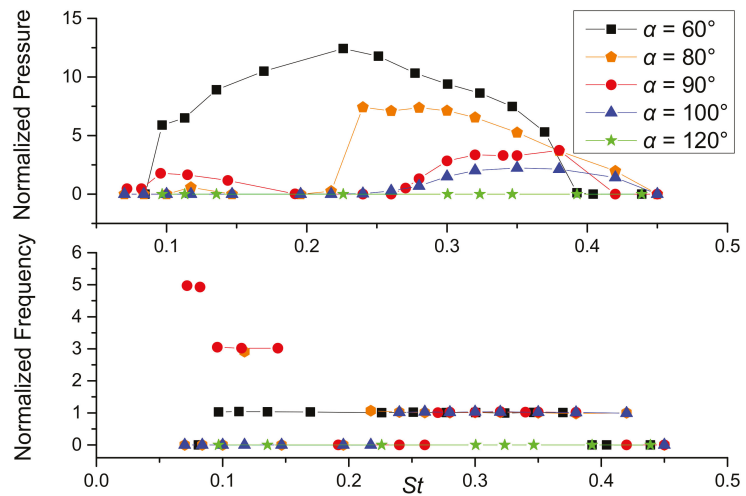 Normalized Pressure
15
10
5
0
0.1 0.2 0.3 0.4 0.5
α = 60°
α = 80°
α = 90°
α = 100°
α = 120°
Normalized Frequency
6
5
4
3
2
1
0
0.0 0.1 0.2 0.3 0.4 0.5
St